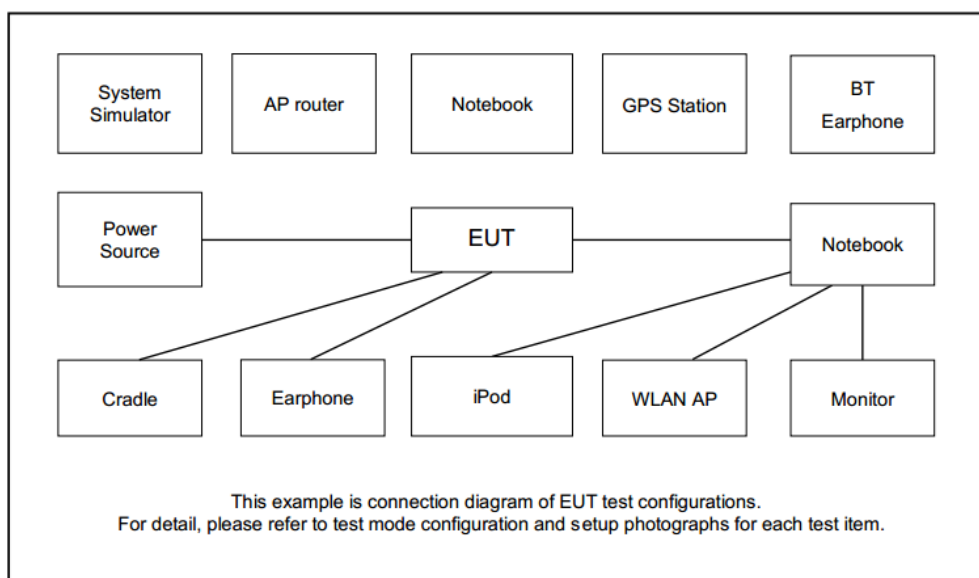 System
Simulator
AP router
Notebook
GPS Station
BT
Earphone
Power
Source
EUT
Notebook
Cradle
Earphone
iPod
WLAN AP
Monitor
This example is connection diagram of EUT test configurations.
For detail, please refer to test mode configuration and setup photographs for each test item.